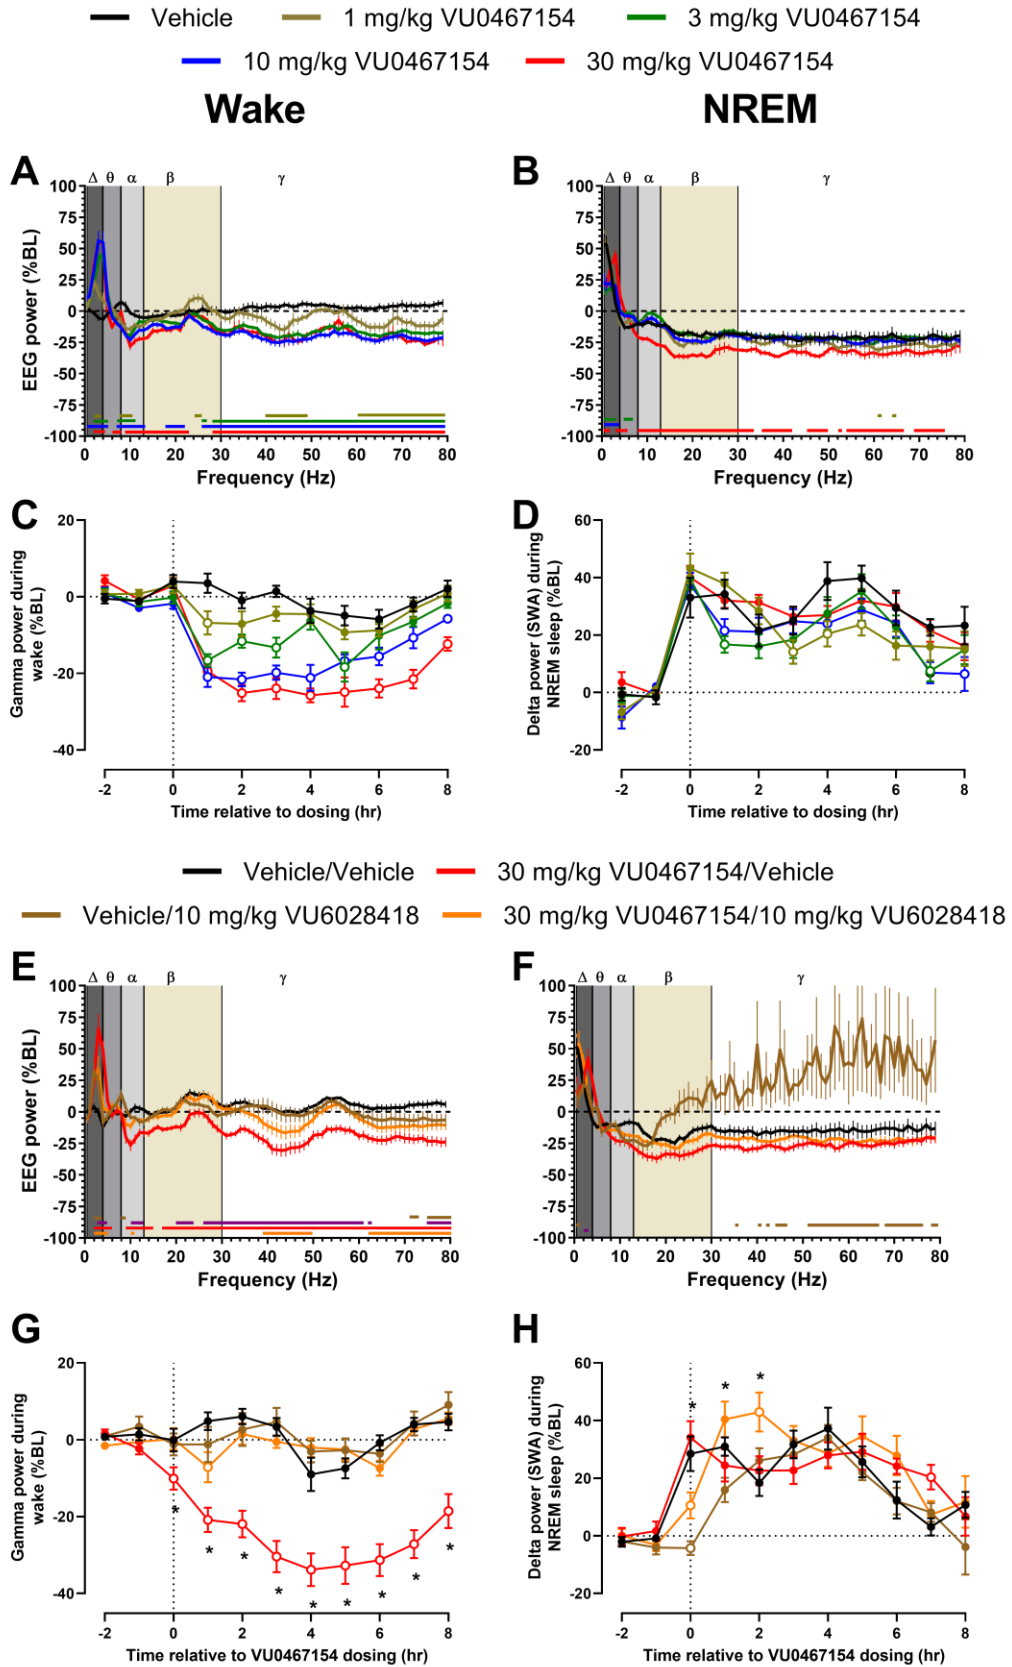 Vehicle 1 mg/kg VU0467154 3 mg/kg VU0467154
10 mg/kg VU0467154 30 mg/kg VU0467154
Wake NREM
A
Δ θ α β γ
100
75
50
25
0
-25
-50
-75
-100
EEG power (%BL)
0 10 20 30 40 50 60 70 80
Frequency (Hz)
B
Δ θ α β γ
100
75
50
25
0
-25
-50
-75
-100
EEG power (%BL)
0 10 20 30 40 50 60 70 80
Frequency (Hz)
C
20
0
-20
-40
Gamma power during
wake (%BL)
-2 0 2 4 6 8
Time relative to dosing (hr)
D
60
40
20
0
-20
Delta power (SWA) during
NREM sleep (%BL)
-2 0 2 4 6 8
Time relative to dosing (hr)
Vehicle/Vehicle 30 mg/kg VU0467154/Vehicle
Vehicle/10 mg/kg VU6028418 30 mg/kg VU0467154/10 mg/kg VU6028418
E
Δ θ α β γ
100
75
50
25
0
-25
-50
-75
-100
EEG power (%BL)
0 10 20 30 40 50 60 70 80
Frequency (Hz)
F
Δ θ α β γ
100
75
50
25
0
-25
-50
-75
-100
EEG power (%BL)
0 10 20 30 40 50 60 70 80
Frequency (Hz)
G
20
0
-20
-40
Gamma power during
wake (%BL)
* * * * * * * * *
-2 0 2 4 6 8
Time relative to VU0467154 dosing (hr)
H
60
40
20
0
-20
Delta power (SWA) during
NREM sleep (%BL)
* * *
-2 0 2 4 6 8
Time relative to VU0467154 dosing (hr)